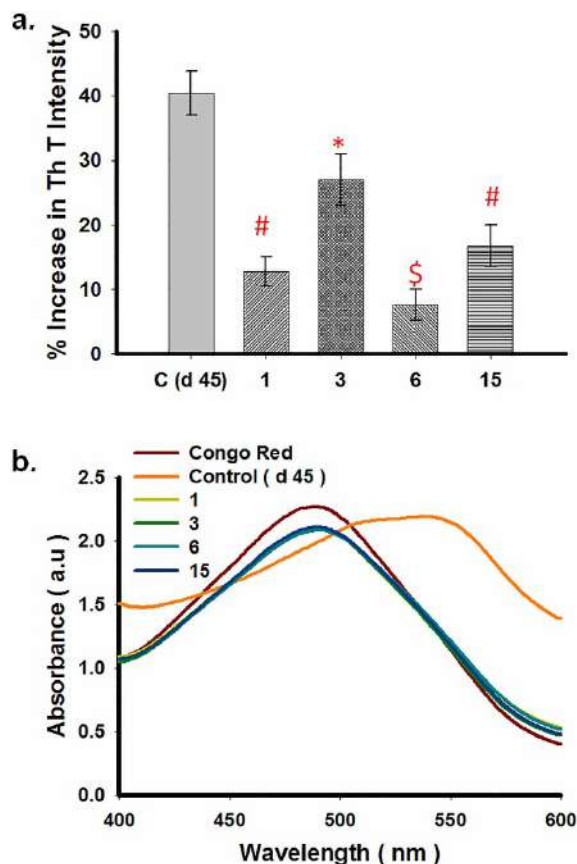 a.
% Increase in Th T Intensity
50
40
30
20
10
0
#
*
$
#
C (d 45) 1 3 6 15
b.
Congo Red
Control ( d 45 )
1
3
6
15
Absorbance ( a.u )
2.5
2.0
1.5
1.0
0.5
0.0
400 450 500 550 600
Wavelength ( nm )